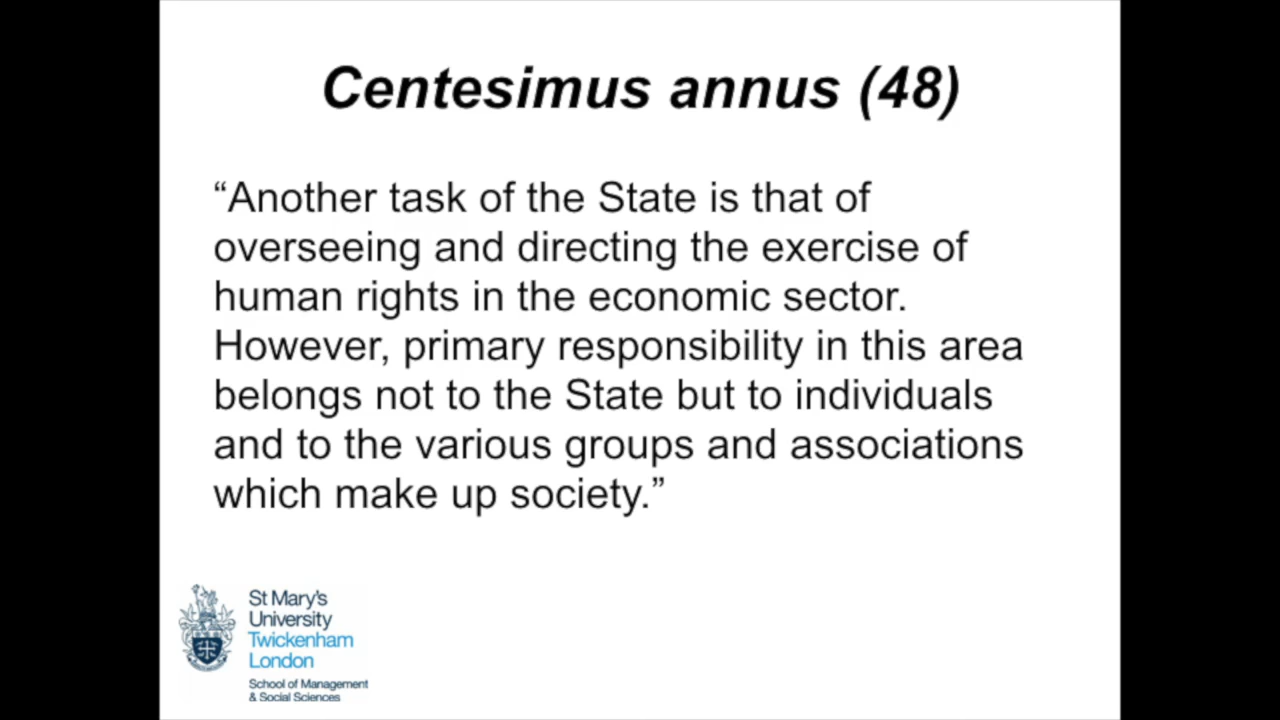 Centesimus annus (48)
“Another task of the State is that of
overseeing and directing the exercise of
human rights in the economic sector.
However, primary responsibility in this area
belongs not to the State but to individuals
and to the various groups and associations
which make up society.”
St Mary's
University
Twickenham
London
School of Management
& Social Sciences